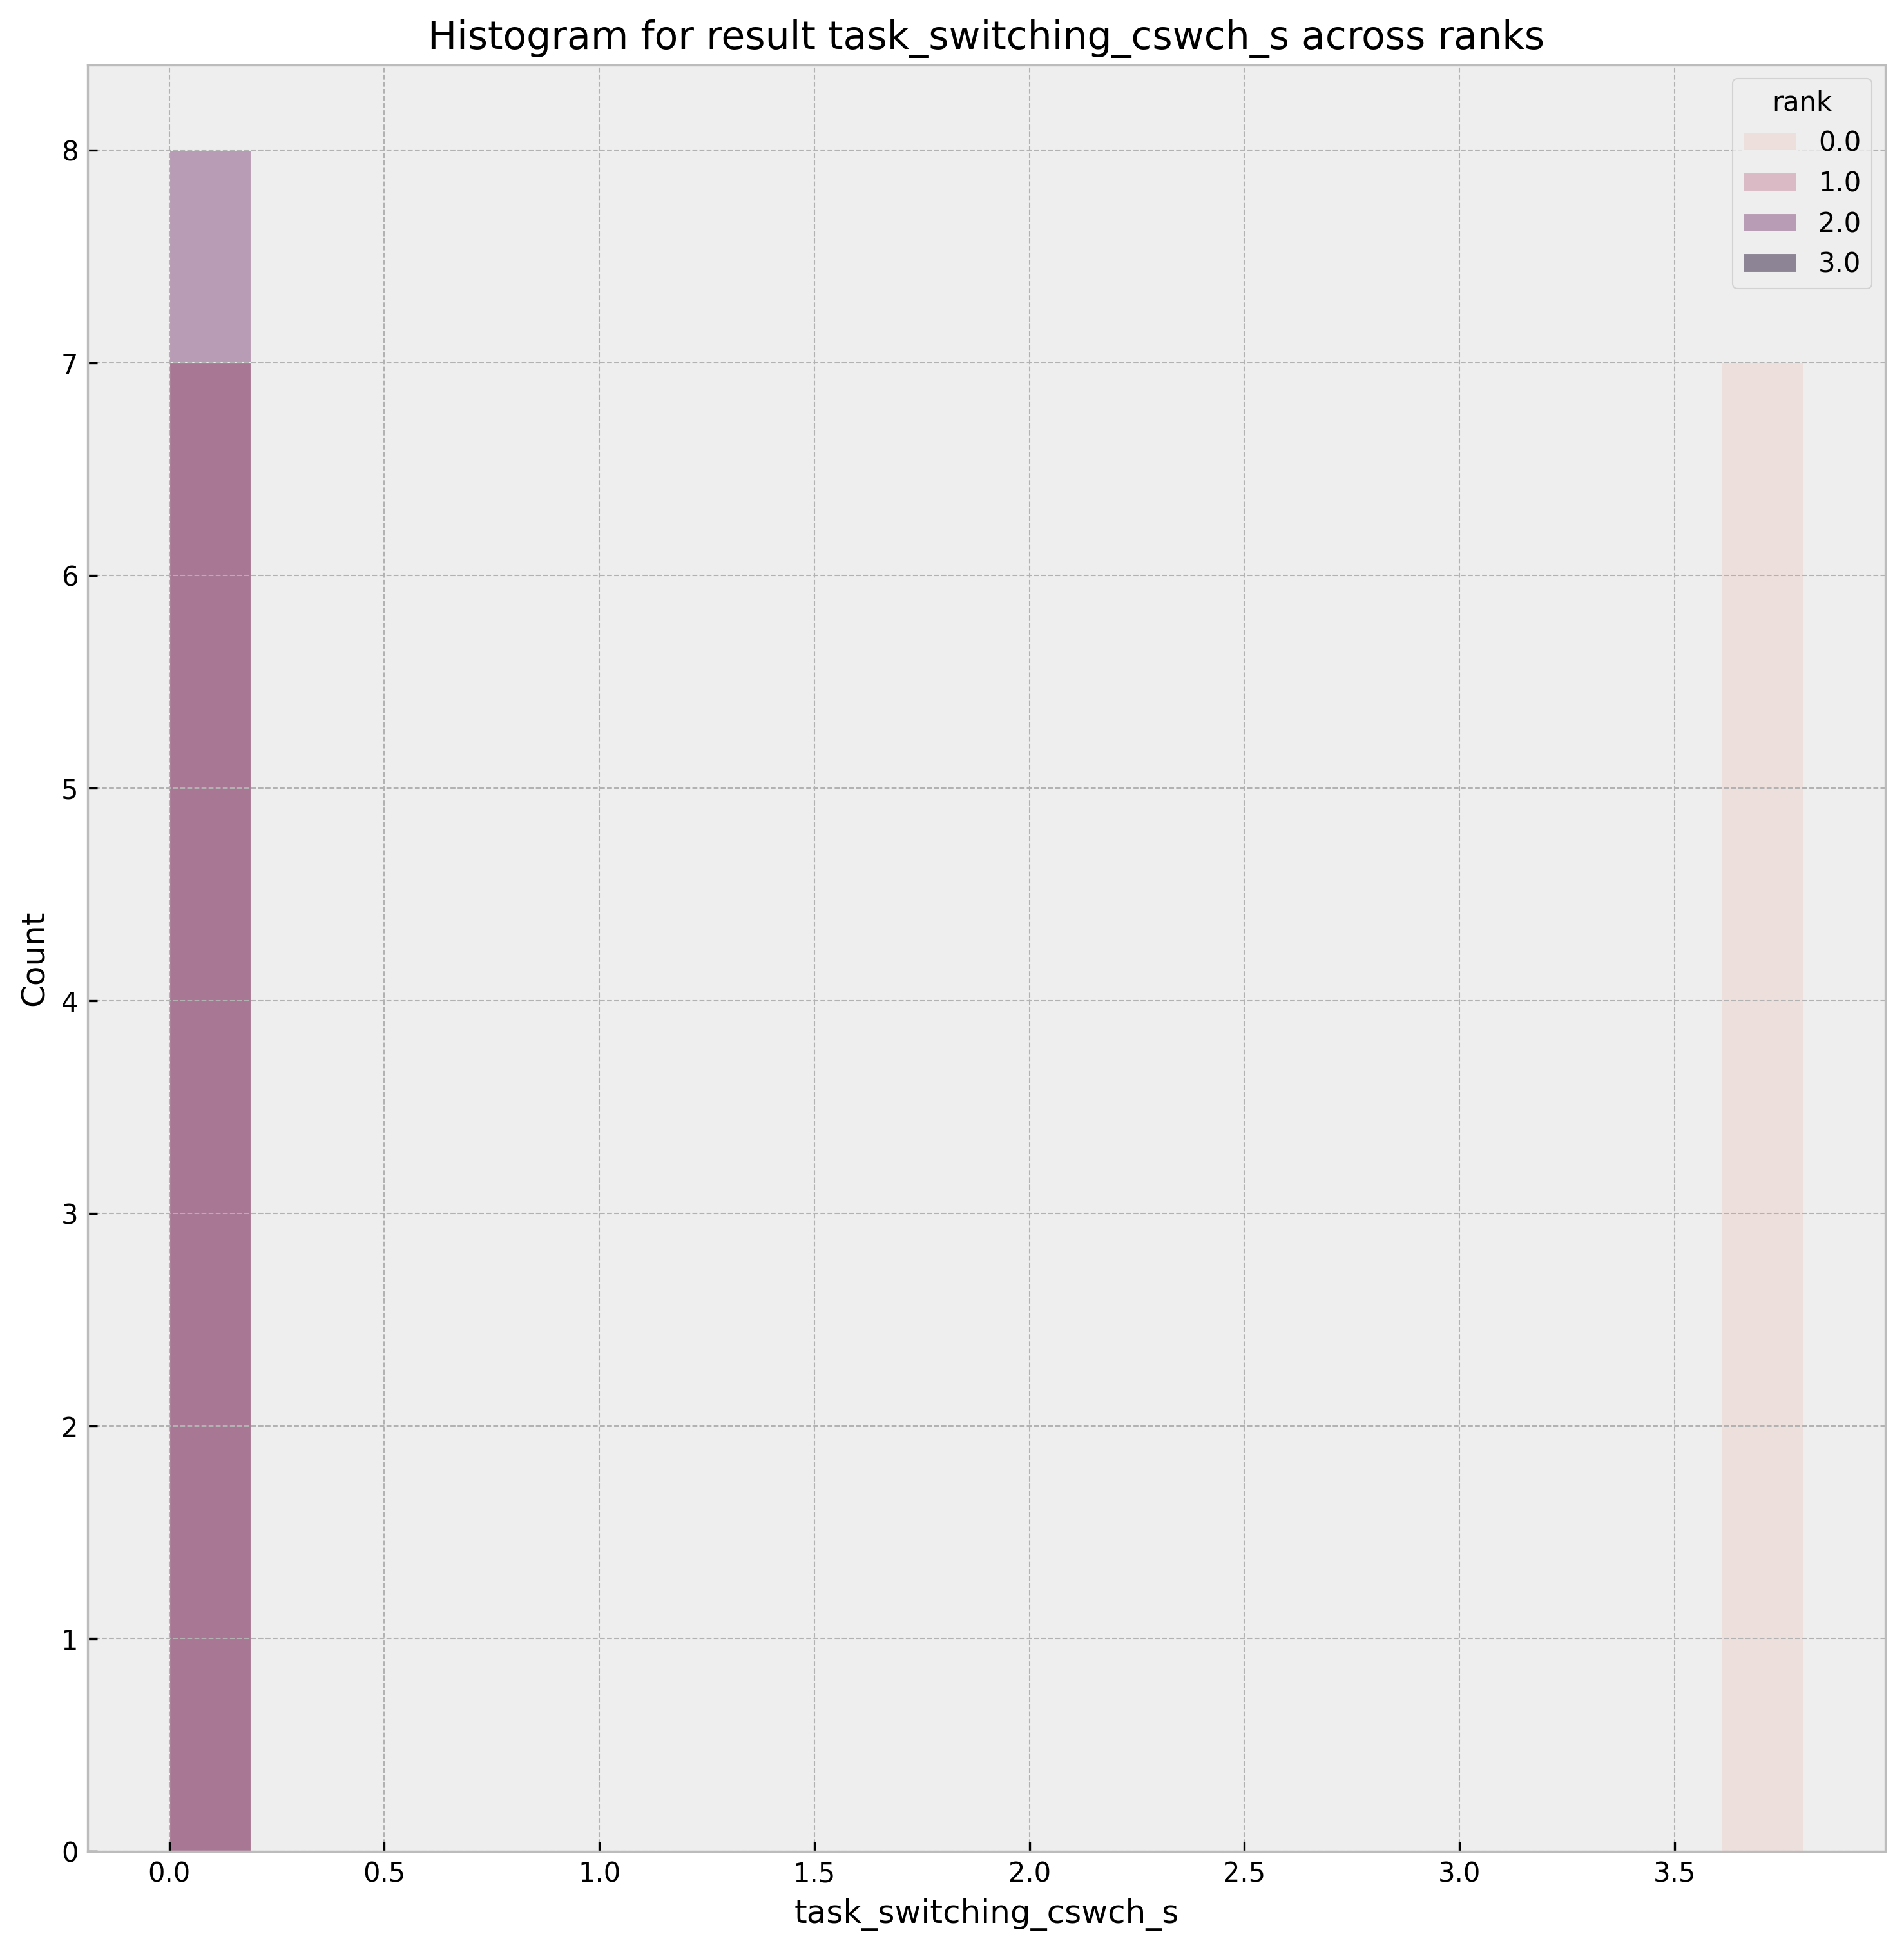 Histogram for result task_switching_cswch_s across ranks
rank
0.0
1.0
2.0
3.0
8
7
6
5
4
3
2
1
0
Count
0.0 0.5 1.0 1.5 2.0 2.5 3.0 3.5
task_switching_cswch_s